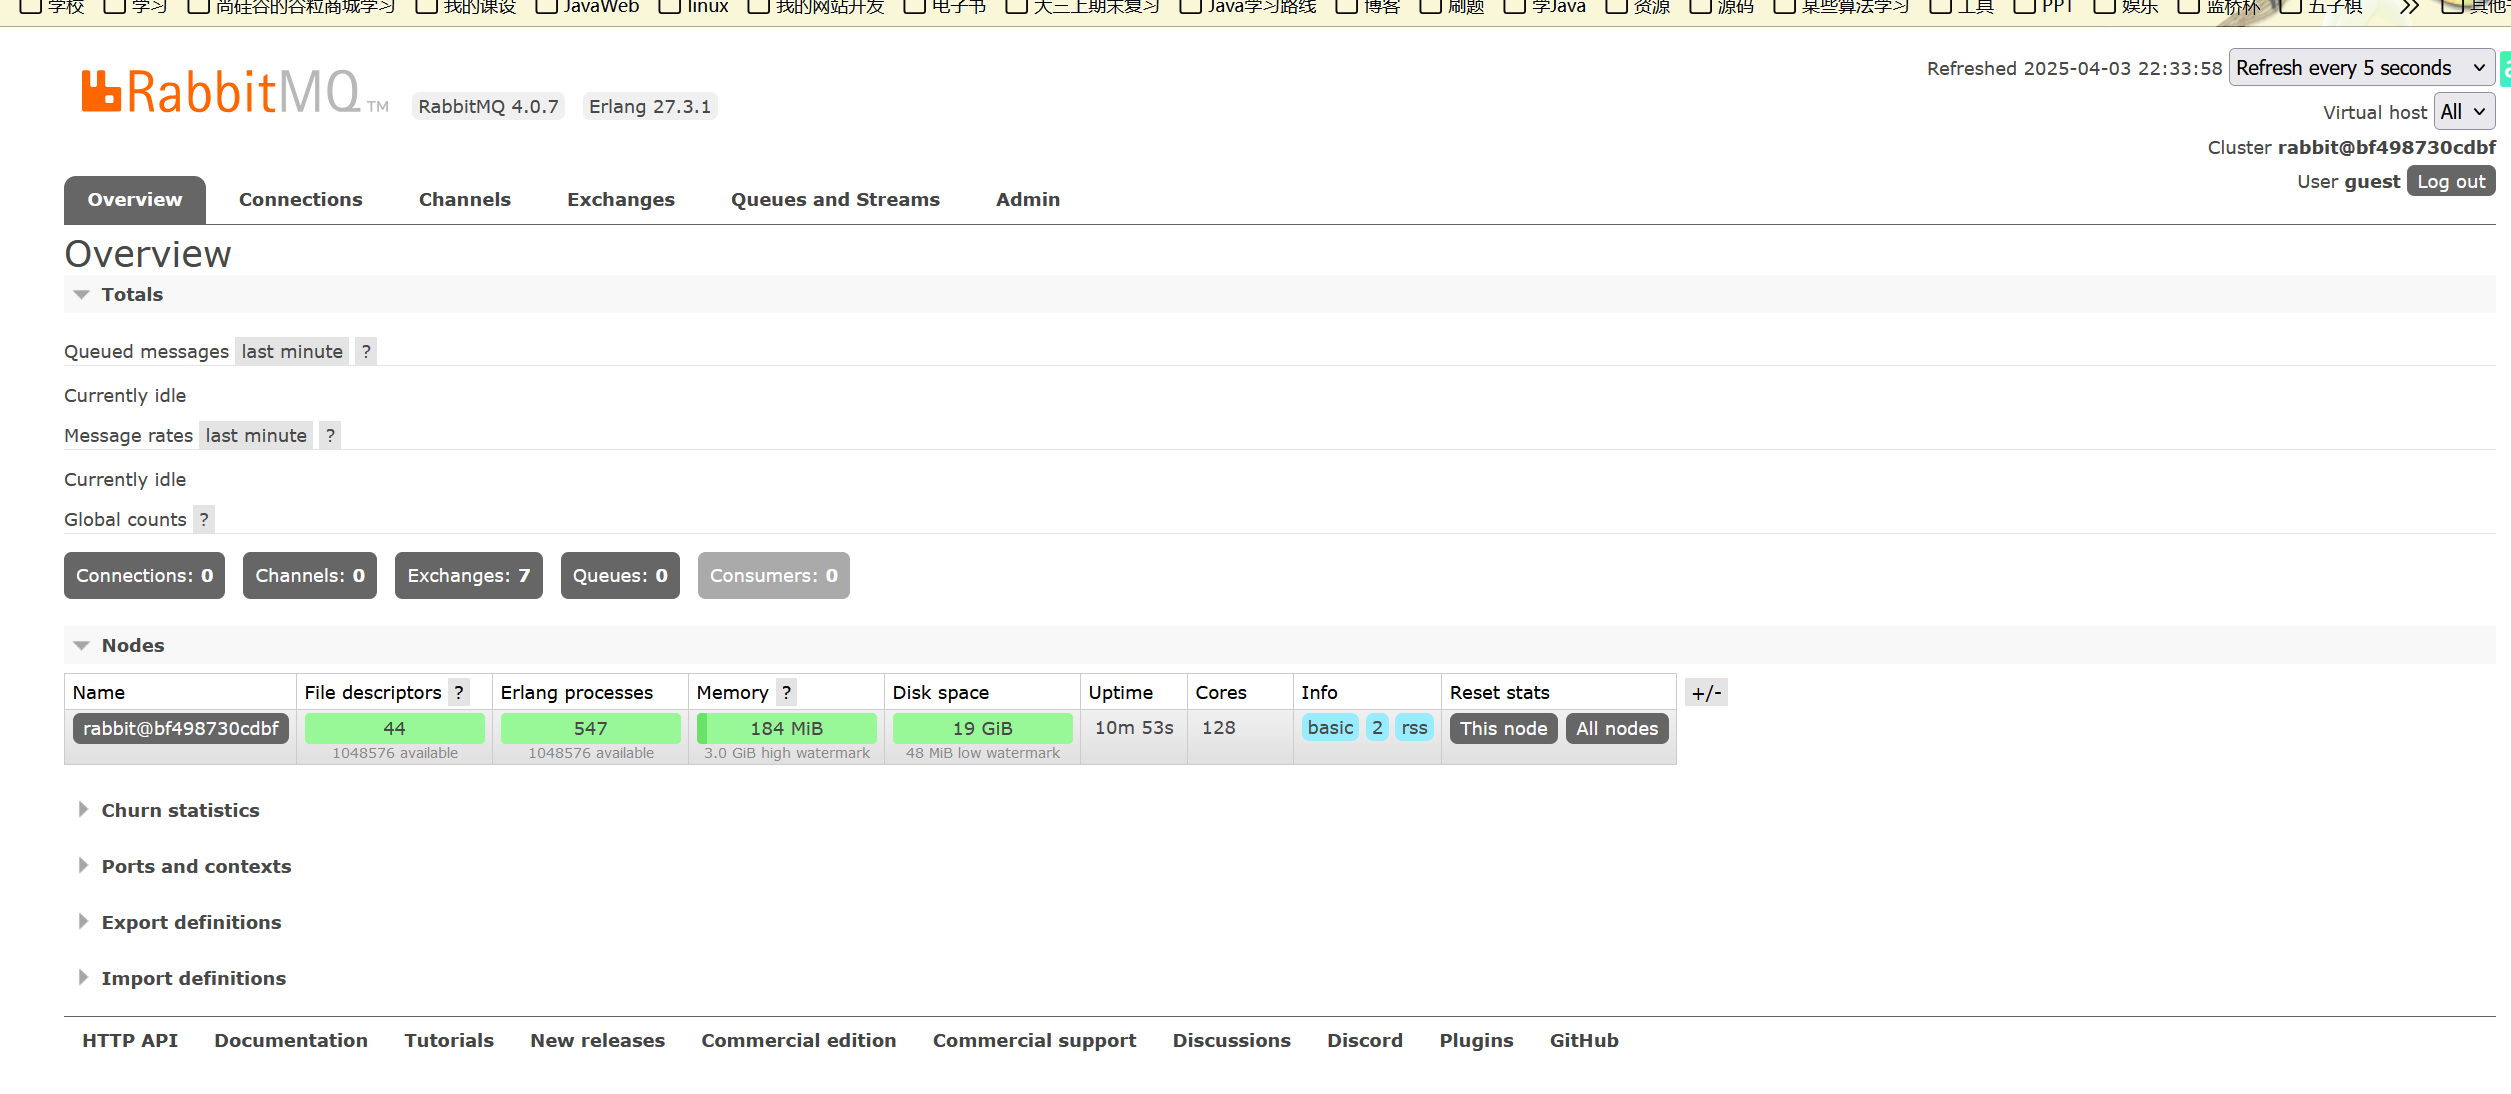 学校 学习 尚硅谷的谷粒商城学习 我的课设 JavaWeb linux 我的网站开发 电子书 大三上期末复习 Java学习路线 博客 刷题 学Java 资源 源码 某些算法学习 工具 PPT 娱乐 蓝桥杯 五子棋 其他
RabbitMQ TM RabbitMQ 4.0.7 Erlang 27.3.1
Refreshed 2025-04-03 22:33:58 Refresh every 5 seconds
Virtual host All
Cluster rabbit@bf498730cdbf
User guest Log out
Overview Connections Channels Exchanges Queues and Streams Admin
Overview
Totals
Queued messages last minute ?
Currently idle
Message rates last minute ?
Currently idle
Global counts ?
Connections: 0 Channels: 0 Exchanges: 7 Queues: 0 Consumers: 0
Nodes
Name File descriptors ? Erlang processes Memory ? Disk space Uptime Cores Info Reset stats +/-
rabbit@bf498730cdbf 44 547 184 MiB 19 GiB 10m 53s 128 basic 2 rss This node All nodes
1048576 available 1048576 available 3.0 GiB high watermark 48 MiB low watermark
Churn statistics
Ports and contexts
Export definitions
Import definitions
HTTP API Documentation Tutorials New releases Commercial edition Commercial support Discussions Discord Plugins GitHub